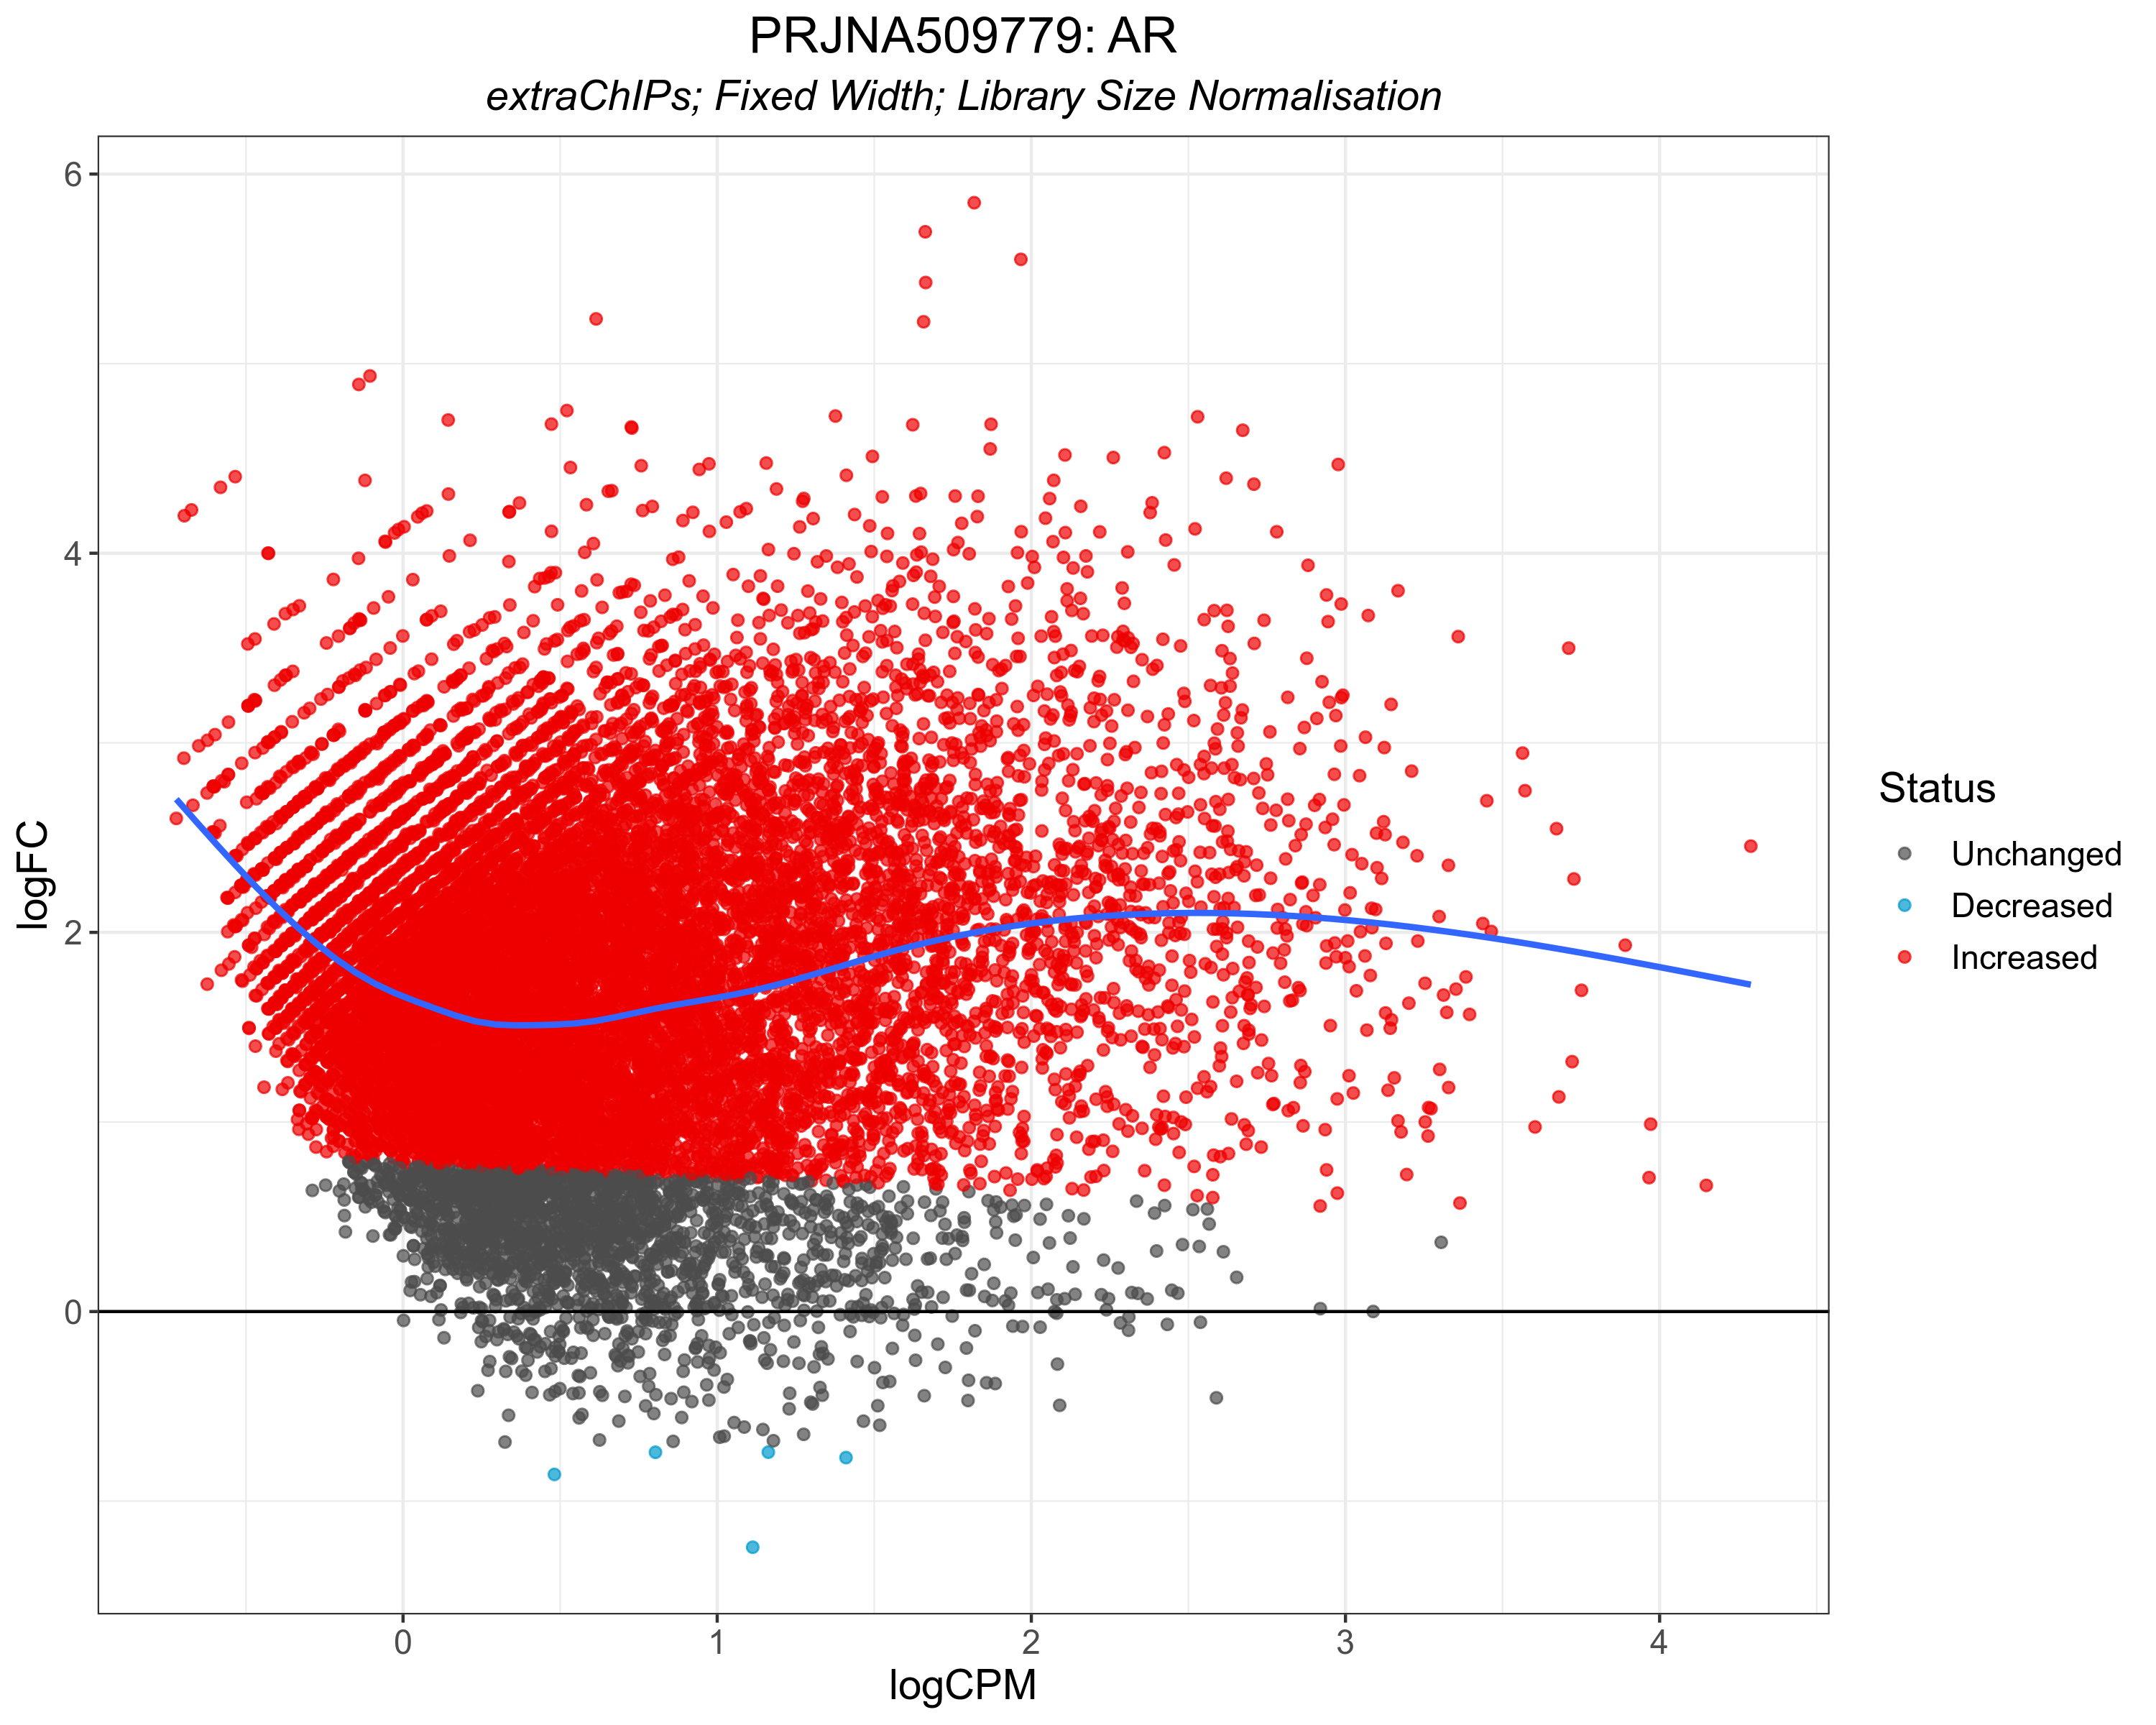 PRJNA509779: AR
extraChIPs; Fixed Width; Library Size Normalisation
6
4
2
0
logFC
0 1 2 3 4
logCPM
Status
Unchanged
Decreased
Increased